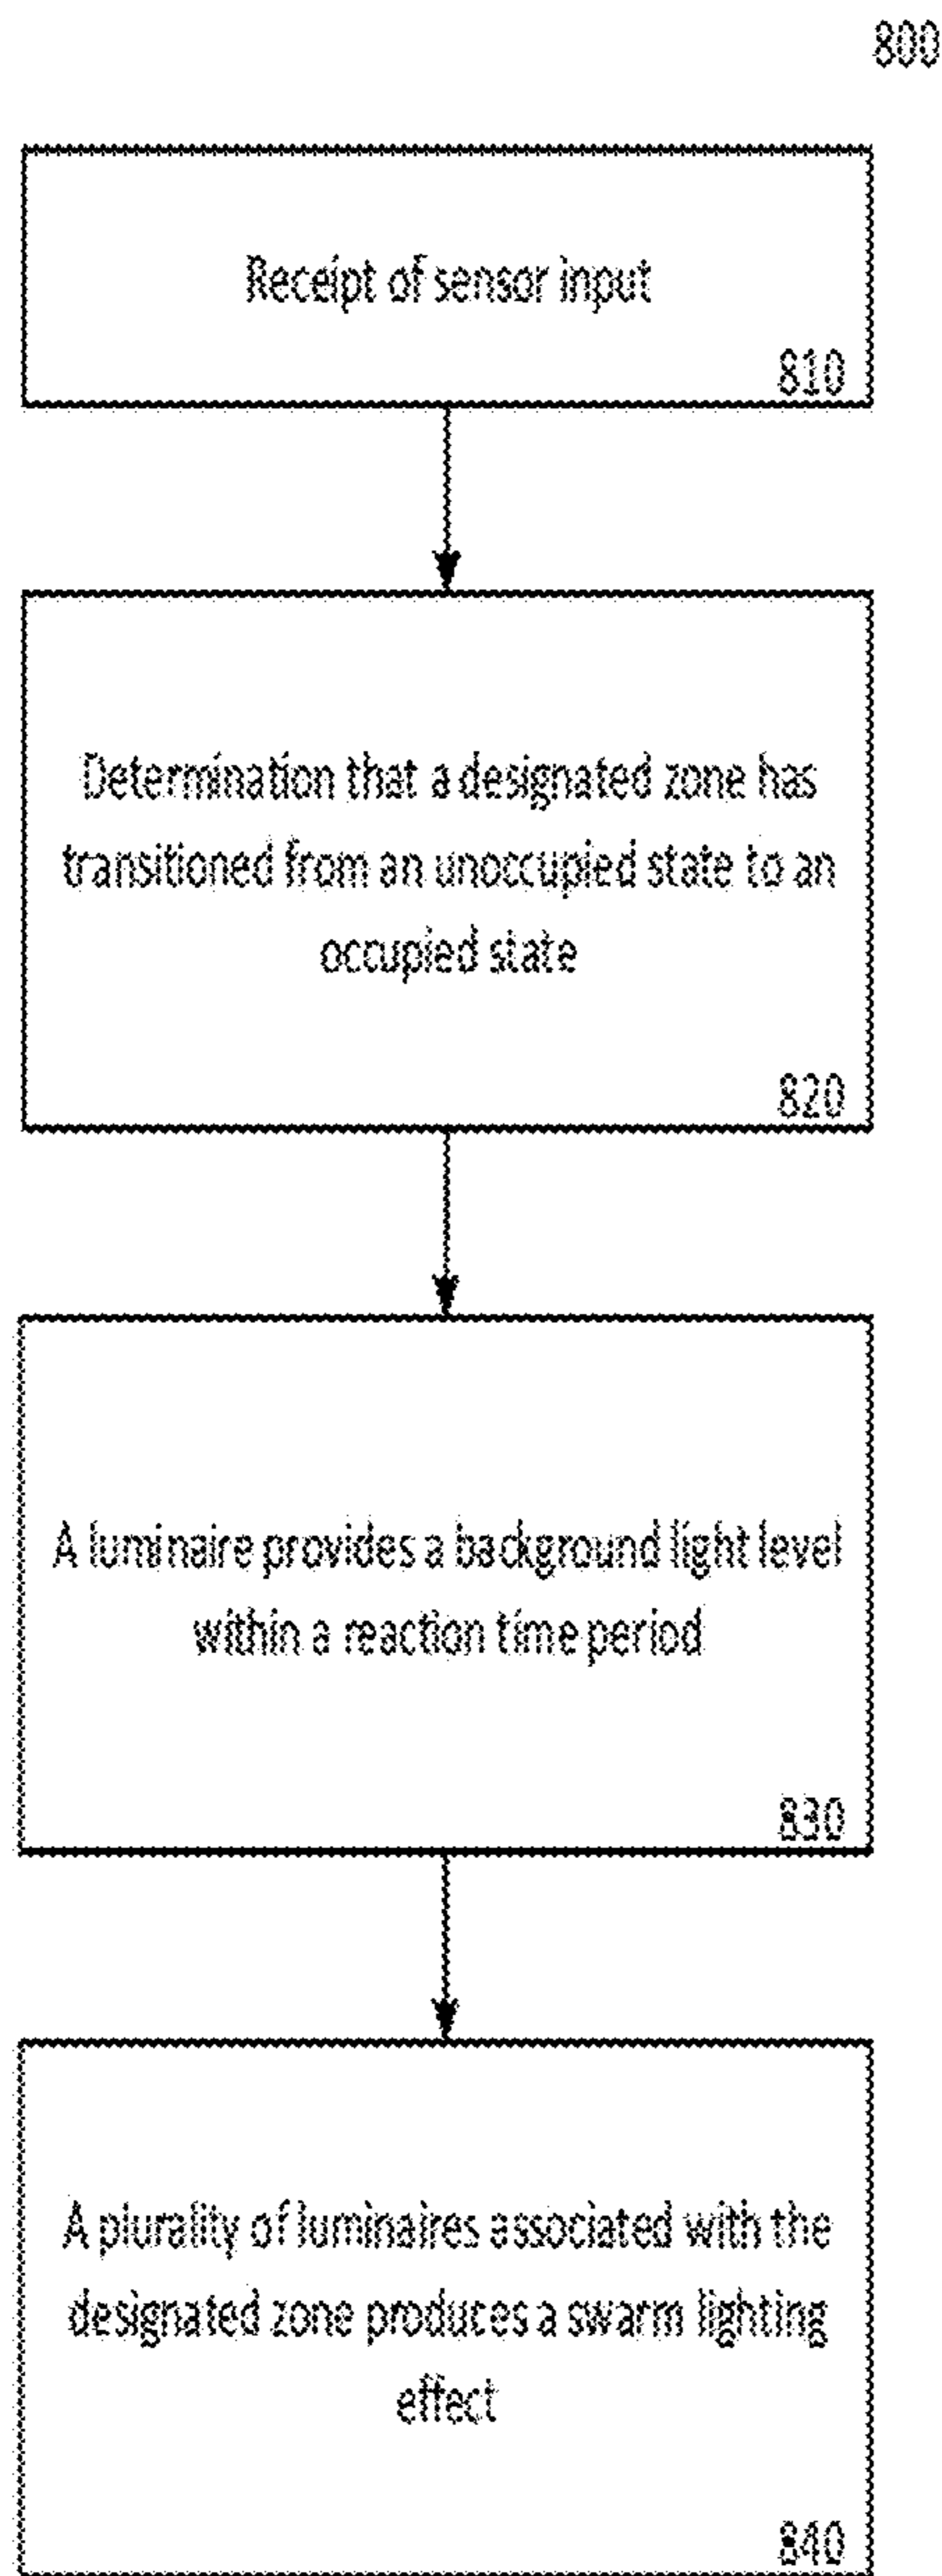 800
Receipt of sensor input
810
Determination that a designated zone has
transitioned from an unoccupied state to an
occupied state
820
A luminaire provides a background light level
within a reaction time period
830
A plurality of luminaires associated with the
designated zone produces a swarm lighting
effect
840